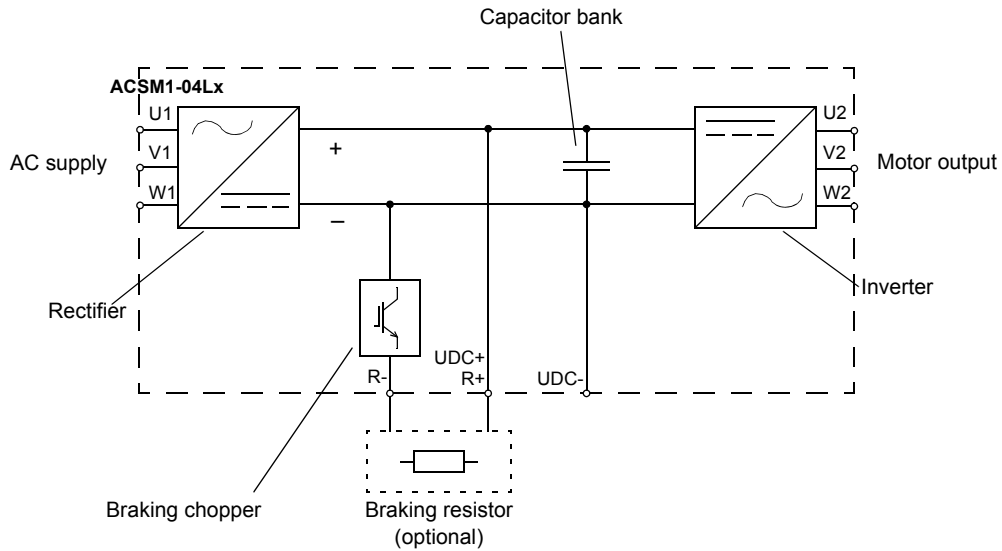 Capacitor bank
ACSM1-04Lx
U1
V1
W1
AC supply
U2
V2
W2
Motor output
+
–
Rectifier
Inverter
UDC+
R-
R+
UDC-
Braking chopper
Braking resistor
(optional)